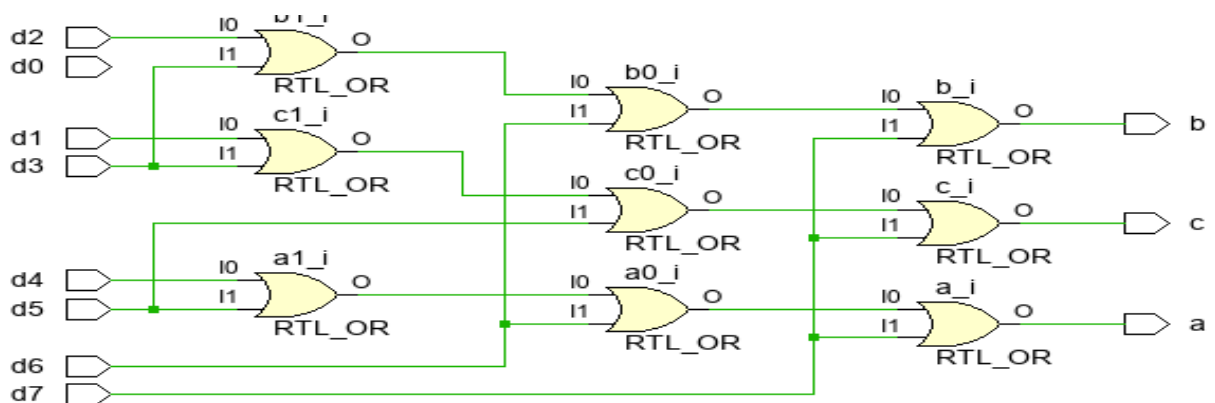 b1_i
d2 I0 O
d0 I1
RTL_OR
b0_i
I0 O
I1
RTL_OR
b_i
I0 O b
I1
RTL_OR
c1_i
d1 I0 O
d3 I1
RTL_OR
c0_i
I0 O
I1
RTL_OR
c_i
I0 O c
I1
RTL_OR
a1_i
d4 I0 O
d5 I1
RTL_OR
a0_i
I0 O
I1
RTL_OR
a_i
I0 O a
I1
RTL_OR
d6
d7